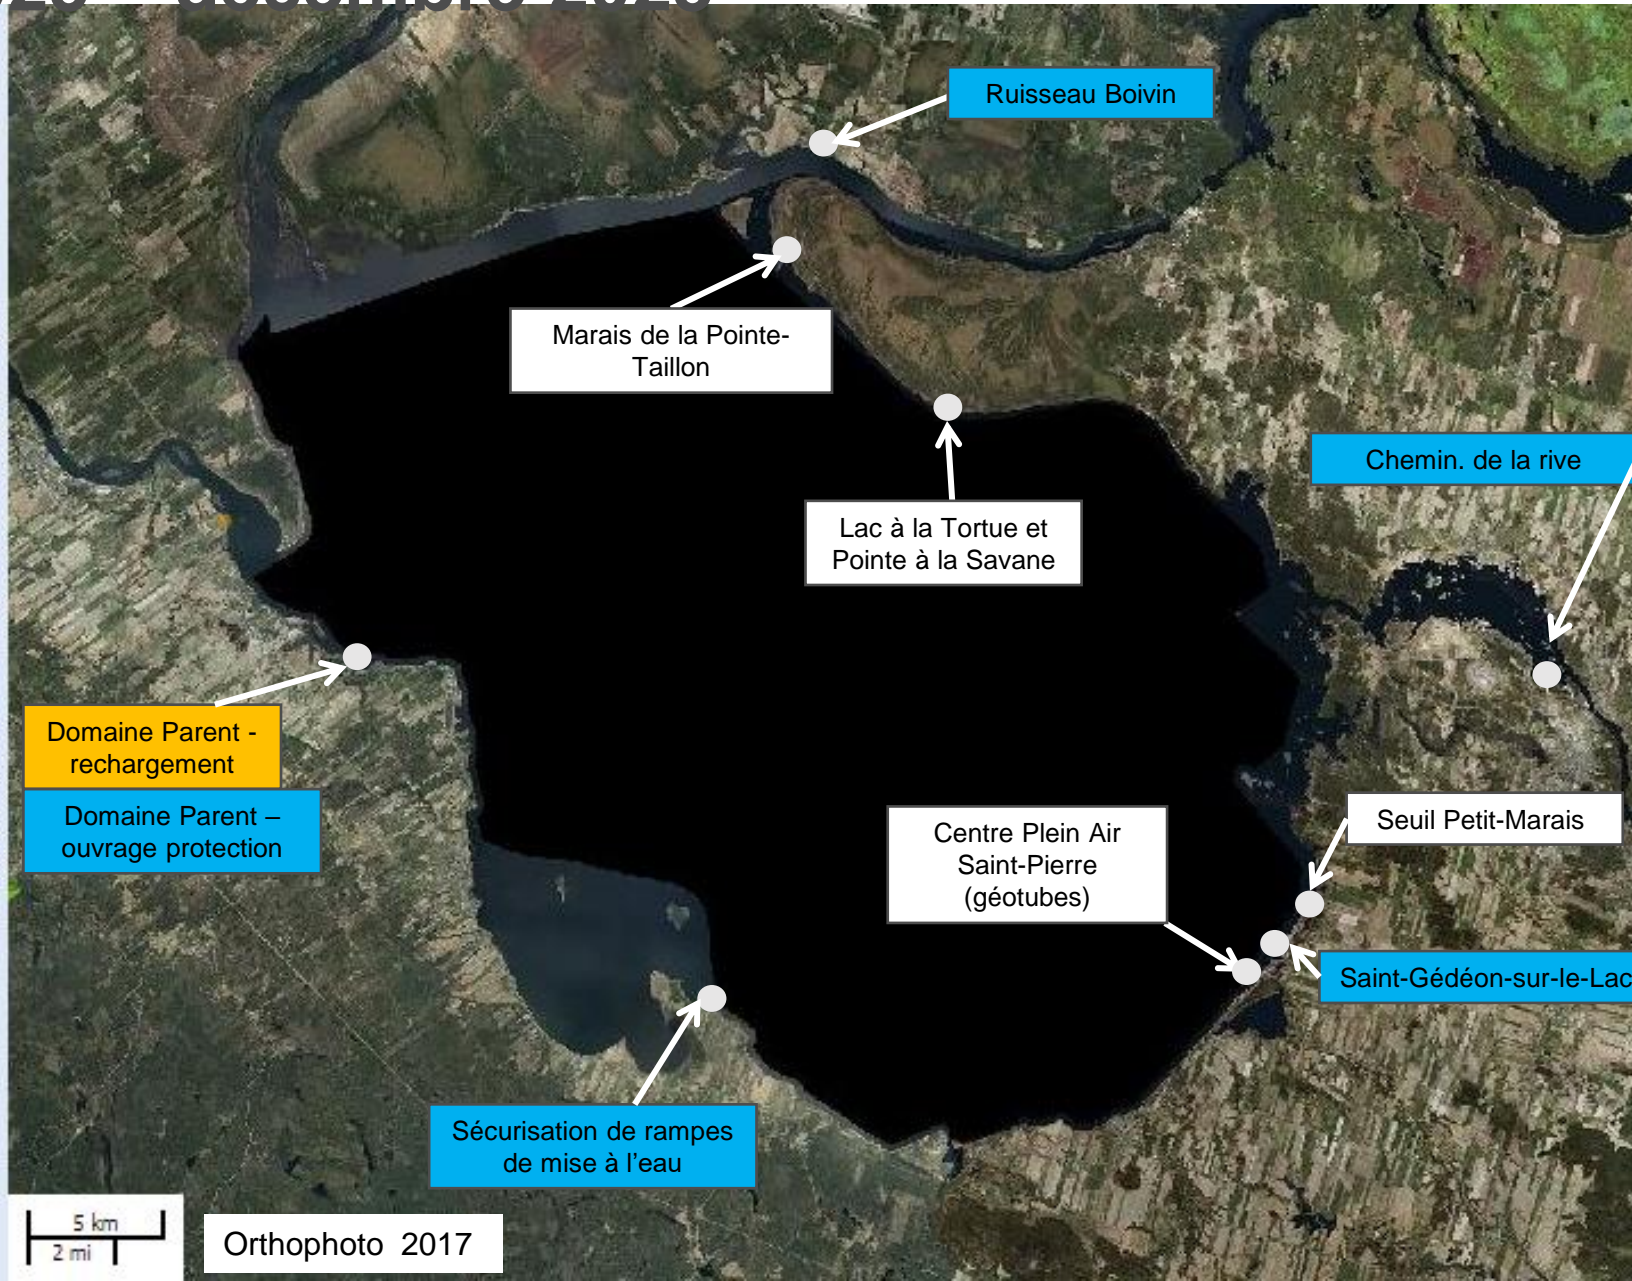 Ruisseau Boivin
Marais de la Pointe-
Taillon
Chemin. de la rive
Lac à la Tortue et
Pointe à la Savane
Domaine Parent -
rechargement
Domaine Parent –
ouvrage protection
Centre Plein Air
Saint-Pierre
(géotubes)
Seuil Petit-Marais
Saint-Gédéon-sur-le-Lac
Sécurisation de rampes
de mise à l'eau
5 km
2 mi
Orthophoto 2017